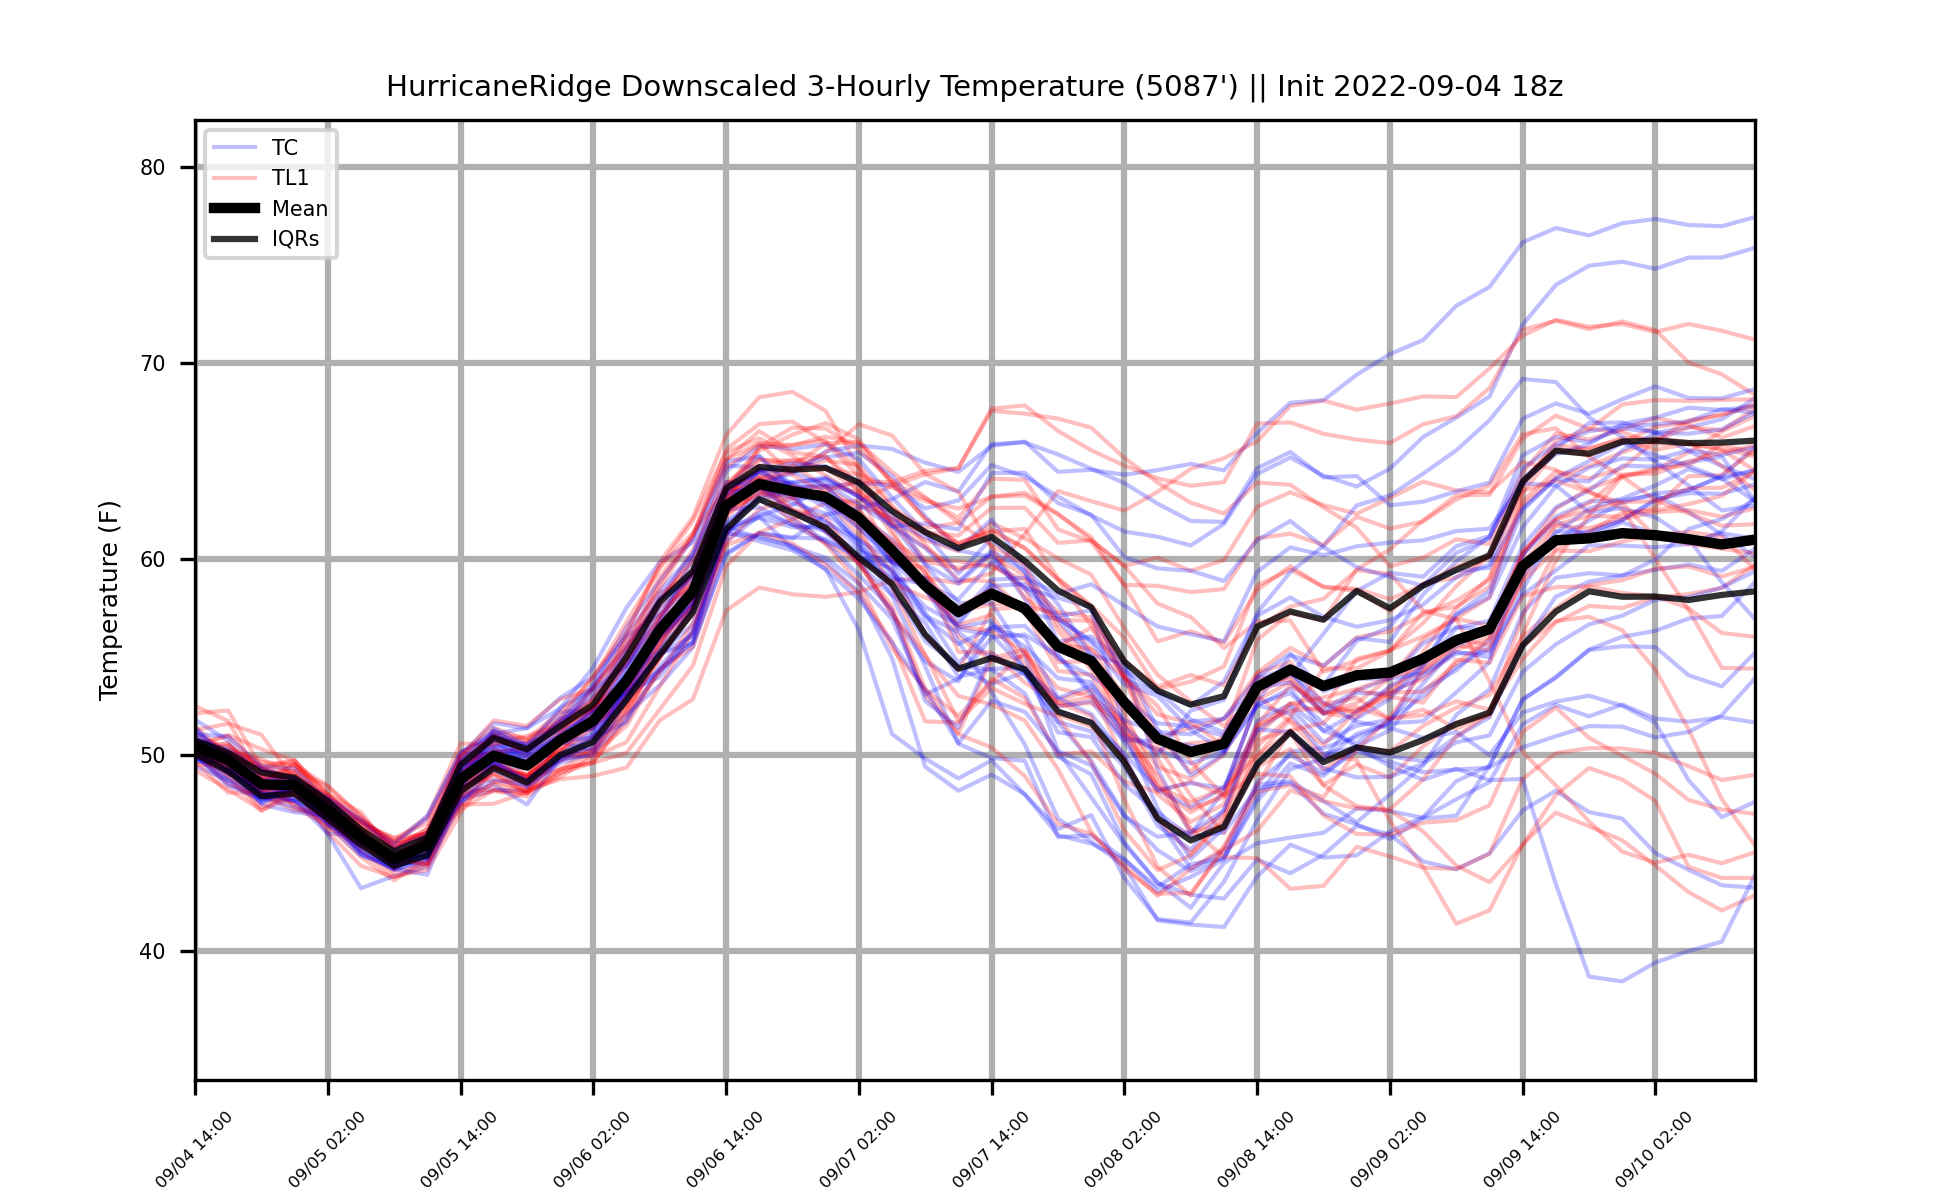 HurricaneRidge Downscaled 3-Hourly Temperature (5087') || Init 2022-09-04 18z
TC
TL1
Mean
IQRs
Temperature (F)
80
70
60
50
40
09/04 14:00
09/05 02:00
09/05 14:00
09/06 02:00
09/06 14:00
09/07 02:00
09/07 14:00
09/08 02:00
09/08 14:00
09/09 02:00
09/09 14:00
09/10 02:00